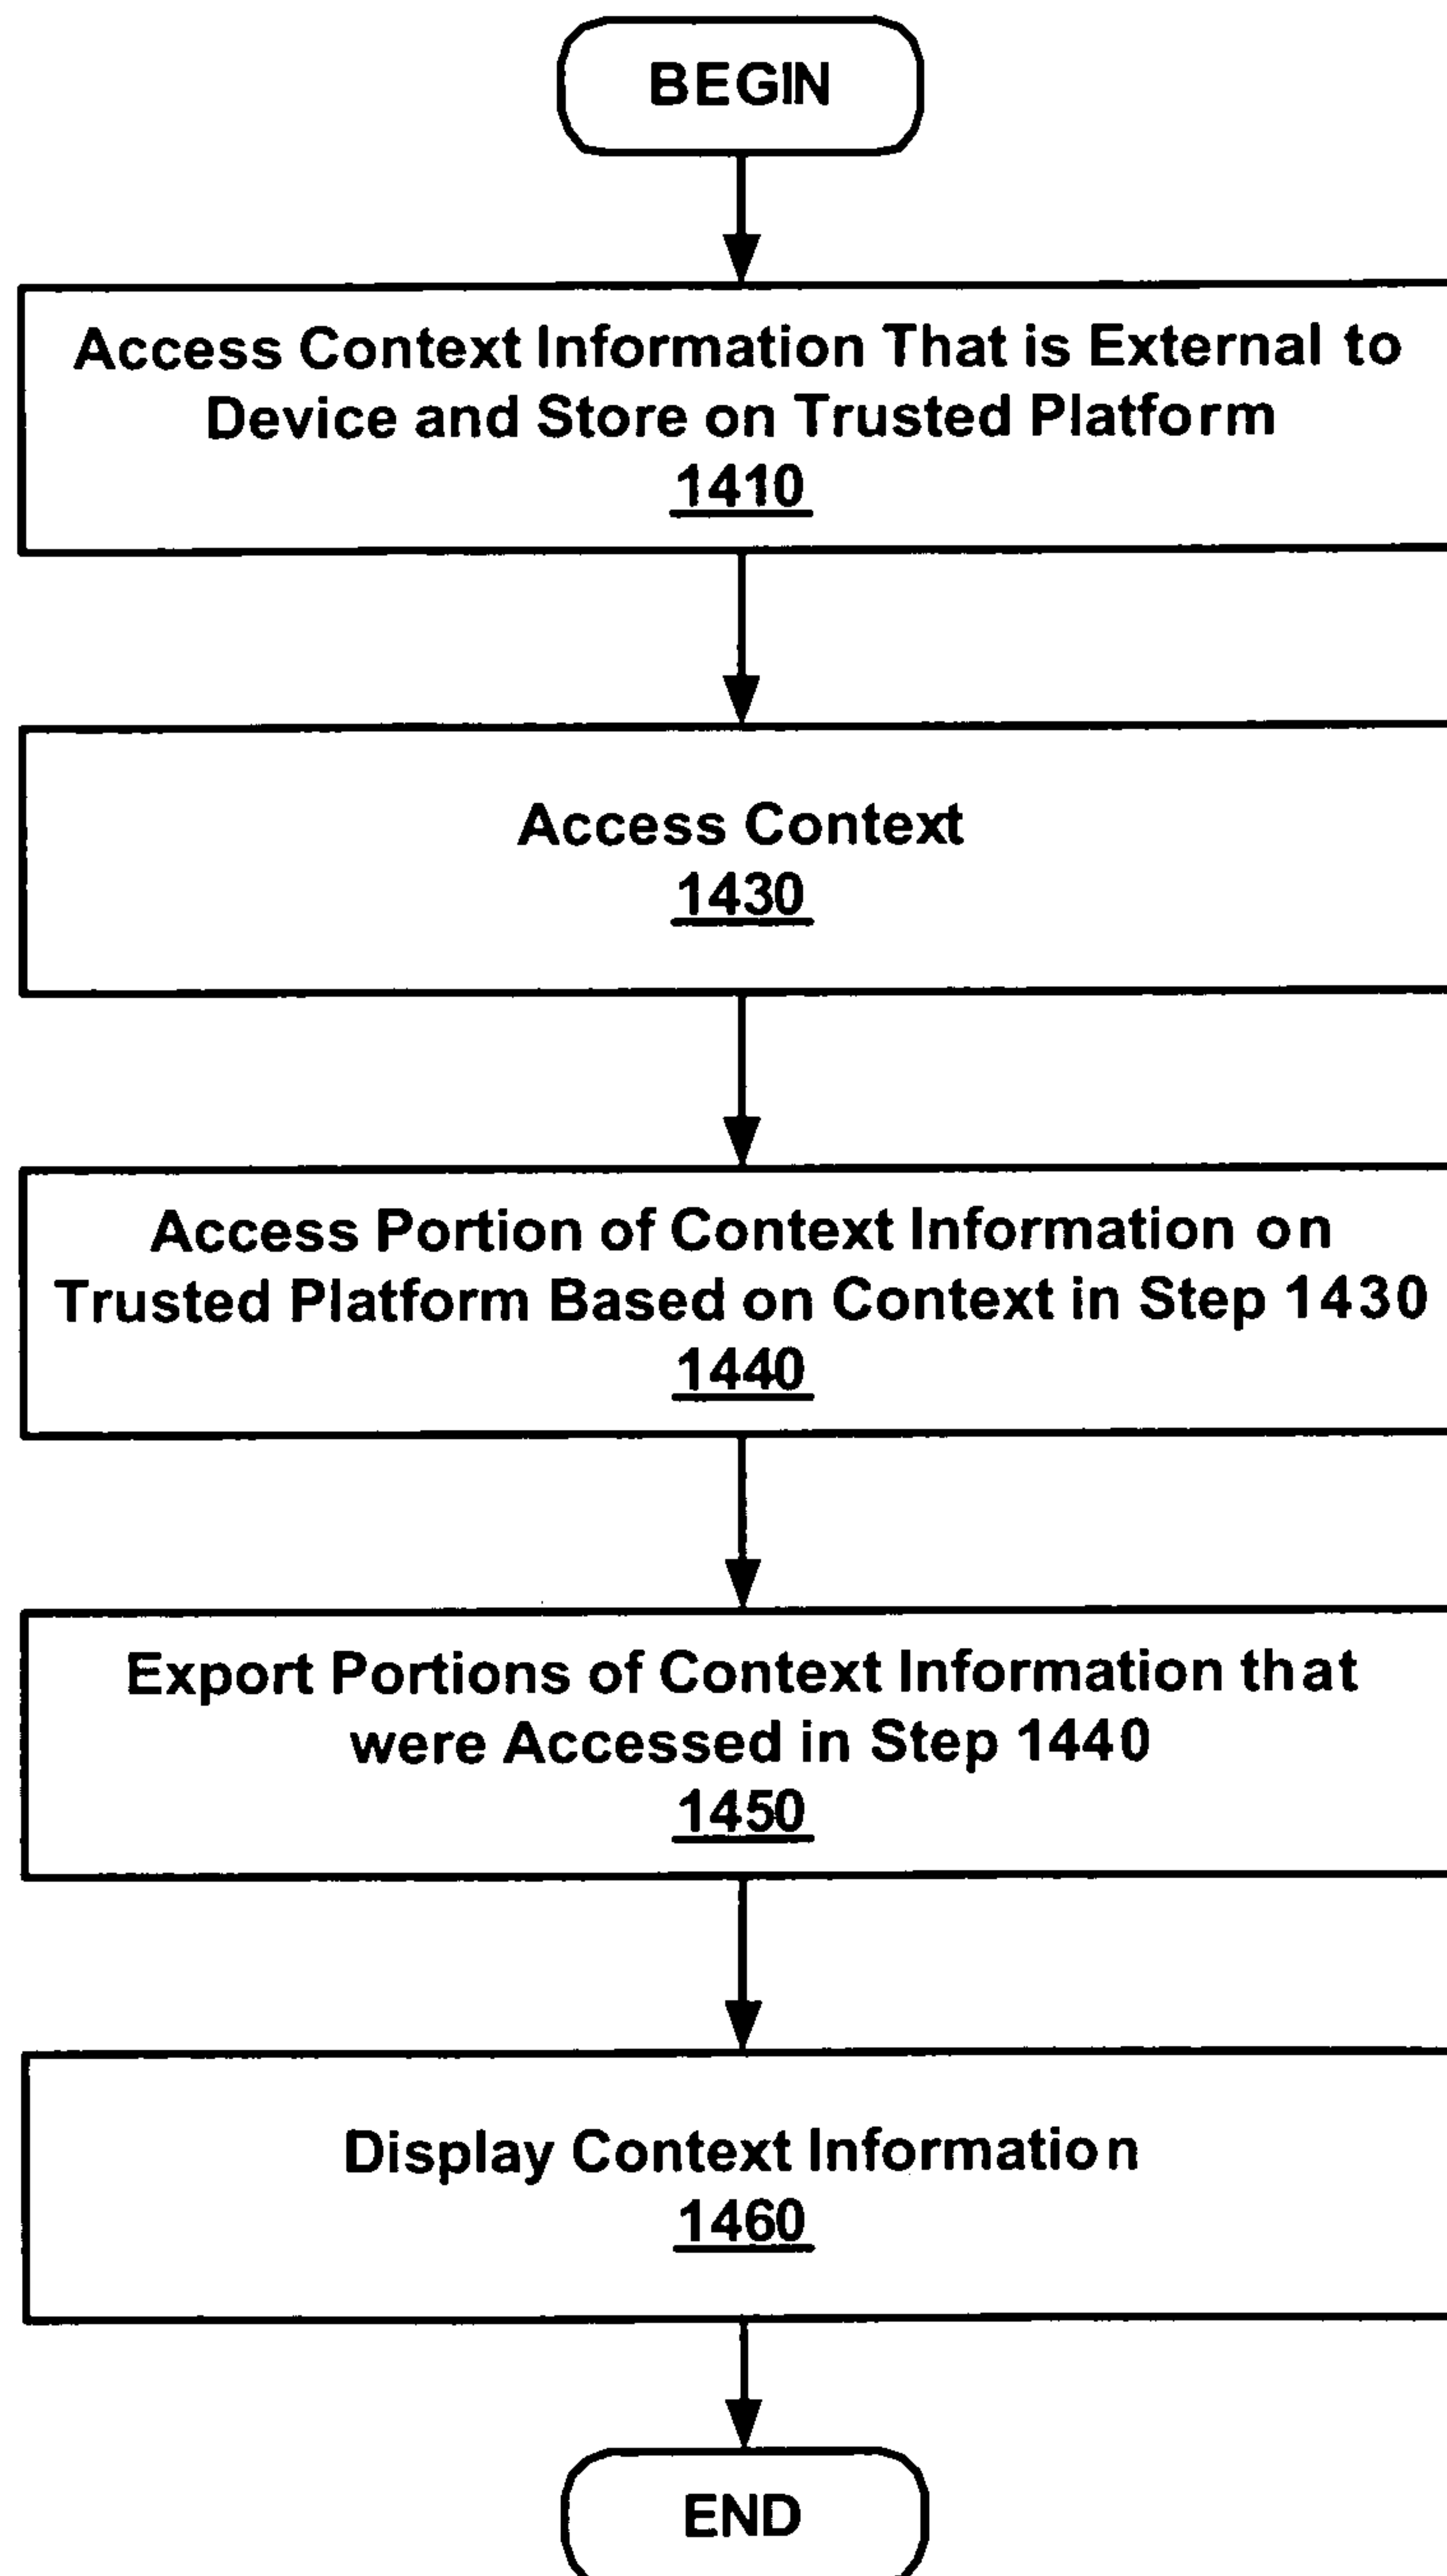 BEGIN
Access Context Information That is External to
Device and Store on Trusted Platform
1410
Access Context
1430
Access Portion of Context Information on
Trusted Platform Based on Context in Step 1430
1440
Export Portions of Context Information that
were Accessed in Step 1440
1450
Display Context Information
1460
END